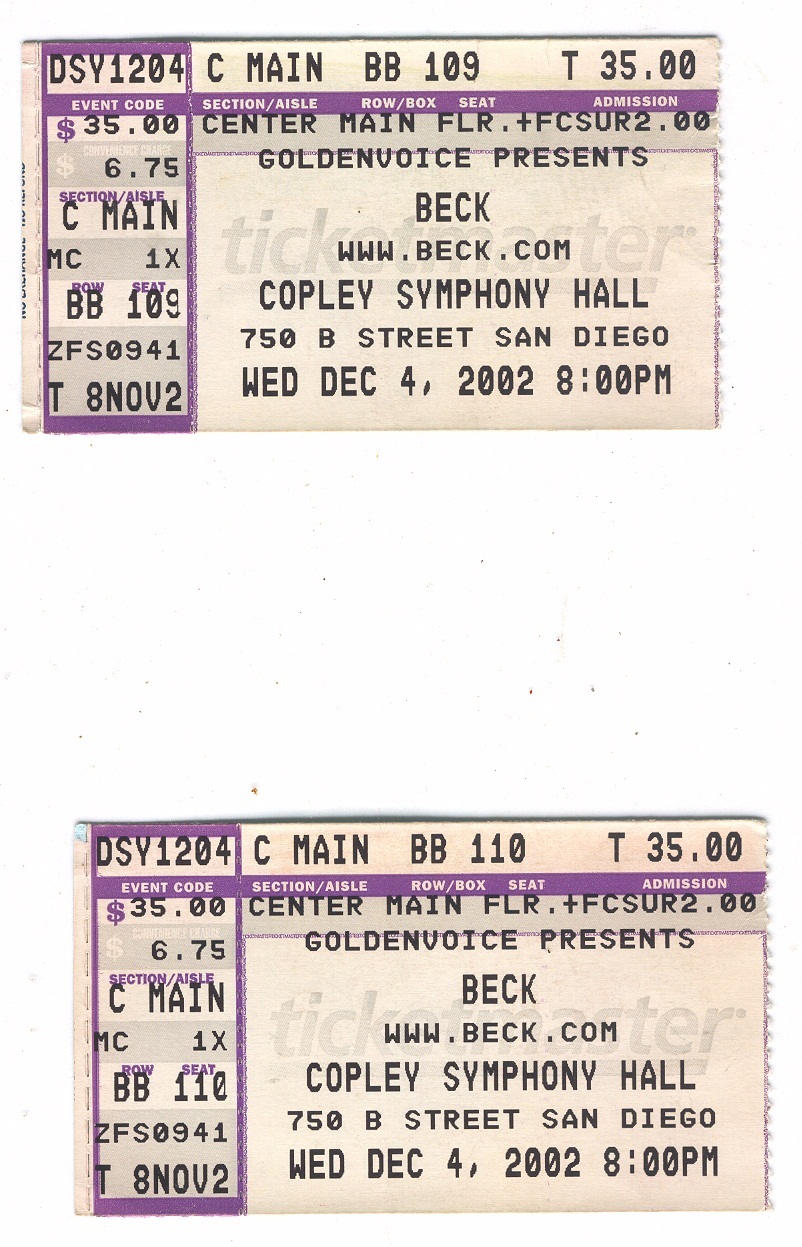 DSY1204 C MAIN BB 109 T 35.00
EVENT CODE SECTION/AISLE ROW/BOX SEAT ADMISSION
$ 35.00 CENTER MAIN FLR.+FCSUR2.00
CONVENIENCE CHARGE
$ 6.75
GOLDENVOICE PRESENTS
SECTION/AISLE
C MAIN
BECK
ticketmaster
MC 1X
WWW.BECK.COM
ROW SEAT
BB 109
COPLEY SYMPHONY HALL
ZFS0941
750 B STREET SAN DIEGO
T 8NOV2
WED DEC 4, 2002 8:00PM
DSY1204 C MAIN BB 110 T 35.00
EVENT CODE SECTION/AISLE ROW/BOX SEAT ADMISSION
$ 35.00 CENTER MAIN FLR.+FCSUR2.00
CONVENIENCE CHARGE
$ 6.75
GOLDENVOICE PRESENTS
SECTION/AISLE
C MAIN
BECK
ticketmaster
MC 1X
WWW.BECK.COM
ROW SEAT
BB 110
COPLEY SYMPHONY HALL
ZFS0941
750 B STREET SAN DIEGO
T 8NOV2
WED DEC 4, 2002 8:00PM